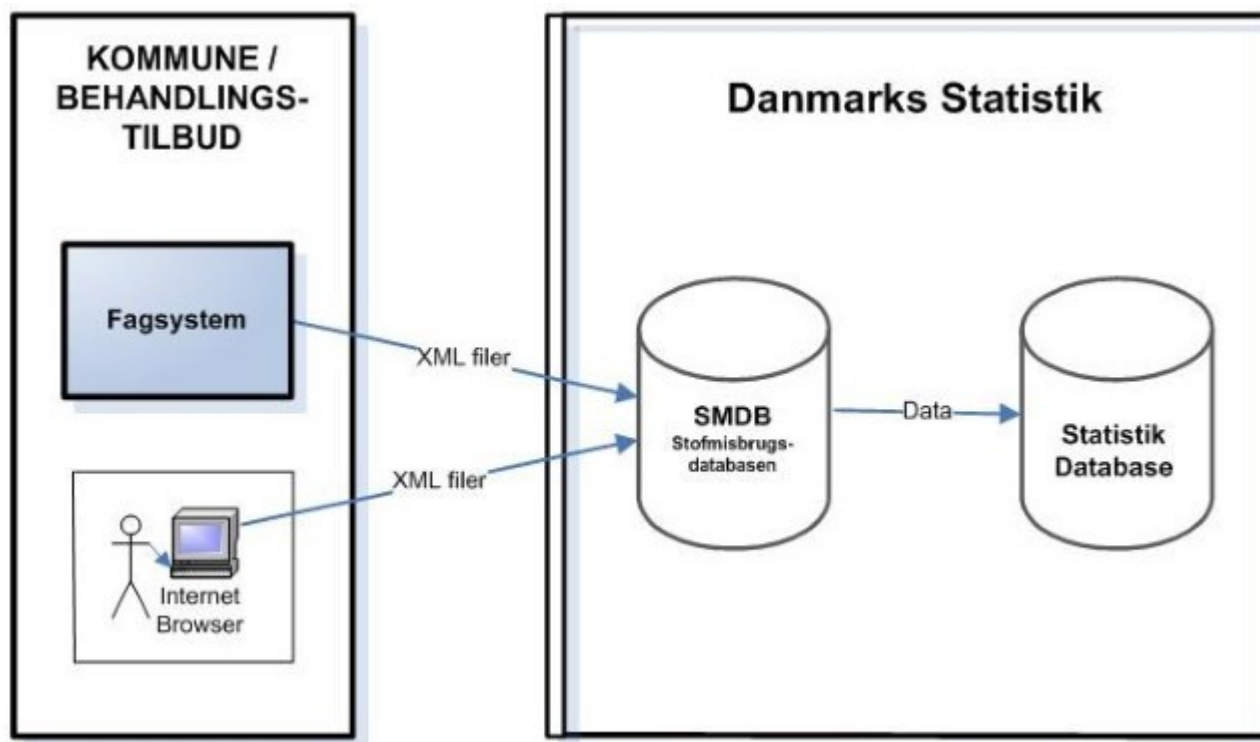 KOMMUNE /
BEHANDLINGS-
TILBUD
Fagsystem
XML filer
XML filer
Internet
Browser
Danmarks Statistik
SMDB
Stofmisbrugs-
databasen
Data
Statistik
Database